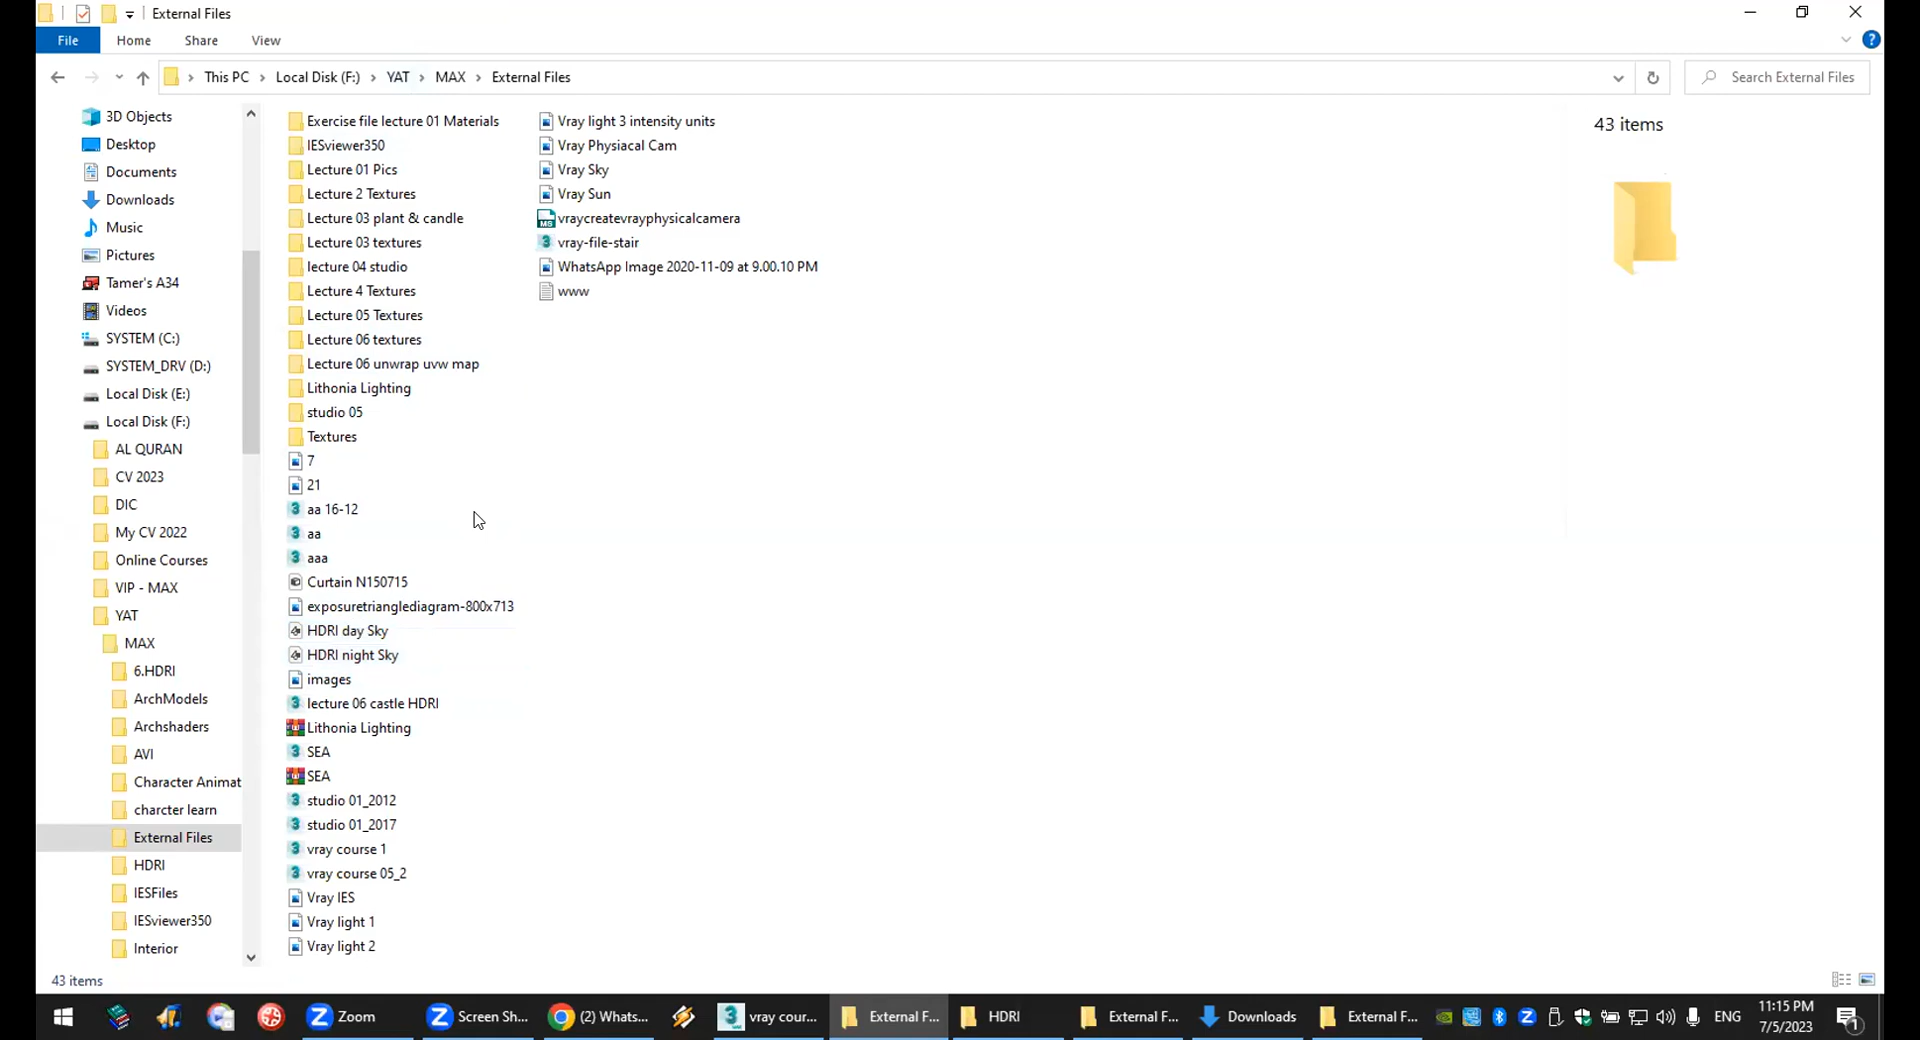 External Files
File Home Share View
This PC Local Disk (F:) YAT MAX External Files
Search External Files
3D Objects
Desktop
Documents
Downloads
Music
Pictures
Tamer's A34
Videos
SYSTEM (C:)
SYSTEM_DRV (D:)
Local Disk (E:)
Local Disk (F:)
AL QURAN
CV 2023
DIC
My CV 2022
Online Courses
VIP - MAX
YAT
MAX
6.HDRI
ArchModels
Archshaders
AVI
Character Animat
charcter learn
External Files
HDRI
IESFiles
IESviewer350
Interior
Exercise file lecture 01 Materials
IESviewer350
Lecture 01 Pics
Lecture 2 Textures
Lecture 03 plant & candle
Lecture 03 textures
lecture 04 studio
Lecture 4 Textures
Lecture 05 Textures
Lecture 06 textures
Lecture 06 unwrap uvw map
Lithonia Lighting
studio 05
Textures
7
21
aa 16-12
aa
aaa
Curtain N150715
exposuretrianglediagram-800x713
HDRI day Sky
HDRI night Sky
images
lecture 06 castle HDRI
Lithonia Lighting
SEA
SEA
studio 01_2012
studio 01_2017
vray course 1
vray course 05_2
Vray IES
Vray light 1
Vray light 2
Vray light 3 intensity units
Vray Physiacal Cam
Vray Sky
Vray Sun
vraycreatevrayphysicalcamera
vray-file-stair
WhatsApp Image 2020-11-09 at 9.00.10 PM
www
43 items
43 items
Zoom
Screen Sh...
(2) Whats...
vray cour...
External F...
HDRI
External F...
Downloads
External F...
ENG
11:15 PM
7/5/2023
1